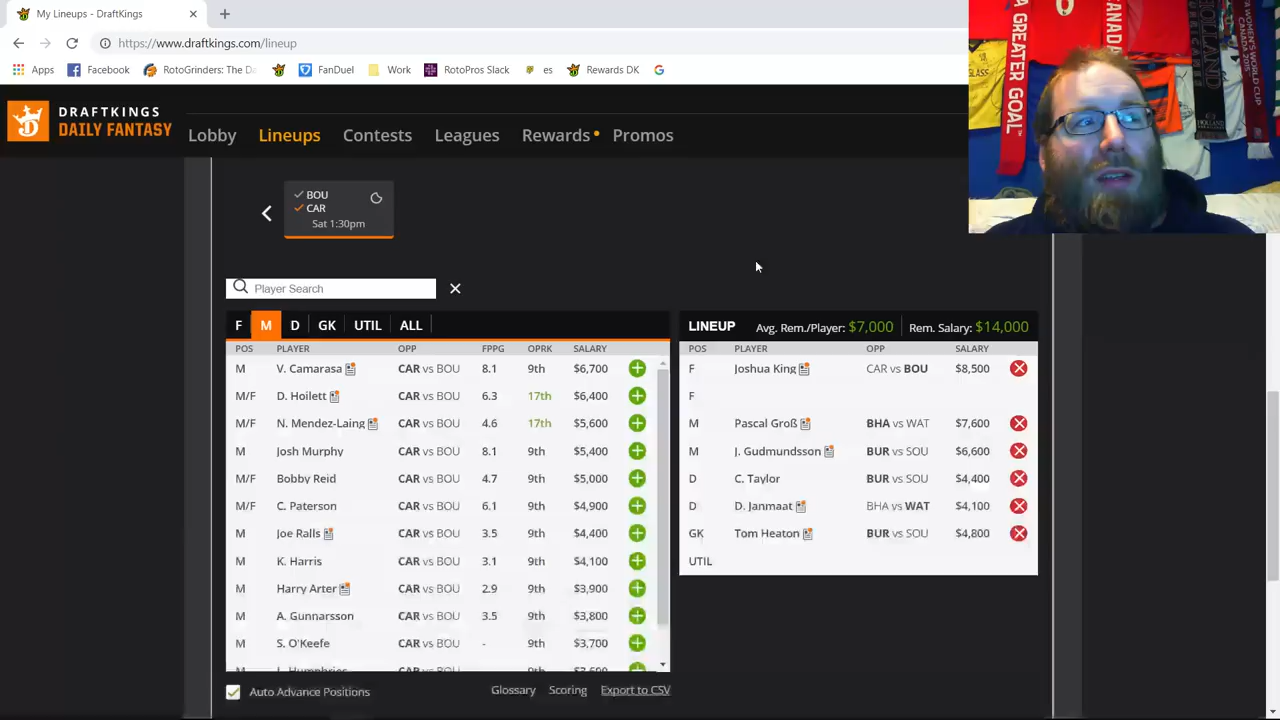 My Lineups - DraftKings
https://www.draftkings.com/lineup
Apps Facebook RotoGrinders: The Da FanDuel Work RotoPros Slack es Rewards DK
DRAFTKINGS
DAILY FANTASY
Lobby Lineups Contests Leagues Rewards Promos
A GREATER GOAL™
CANADA
HOLLAND
GLASS
BOU
CAR
Sat 1:30pm
Player Search
F M D GK UTIL ALL
POS PLAYER OPP FPPG OPRK SALARY
M V. Camarasa CAR vs BOU 8.1 9th $6,700
M/F D. Hoilett CAR vs BOU 6.3 17th $6,400
M/F N. Mendez-Laing CAR vs BOU 4.6 17th $5,600
M Josh Murphy CAR vs BOU 8.1 9th $5,400
M/F Bobby Reid CAR vs BOU 4.7 9th $5,000
M/F C. Paterson CAR vs BOU 6.1 9th $4,900
M Joe Ralls CAR vs BOU 3.5 9th $4,400
M K. Harris CAR vs BOU 3.1 9th $4,100
M Harry Arter CAR vs BOU 2.9 9th $3,900
M A. Gunnarsson CAR vs BOU 3.5 9th $3,800
M S. O'Keefe CAR vs BOU - 9th $3,700
LINEUP Avg. Rem./Player: $7,000 Rem. Salary: $14,000
POS PLAYER OPP SALARY
F Joshua King CAR vs BOU $8,500
F
M Pascal Groß BHA vs WAT $7,600
M J. Gudmundsson BUR vs SOU $6,600
D C. Taylor BUR vs SOU $4,400
D D. Janmaat BHA vs WAT $4,100
GK Tom Heaton BUR vs SOU $4,800
UTIL
Auto Advance Positions
Glossary Scoring Export to CSV